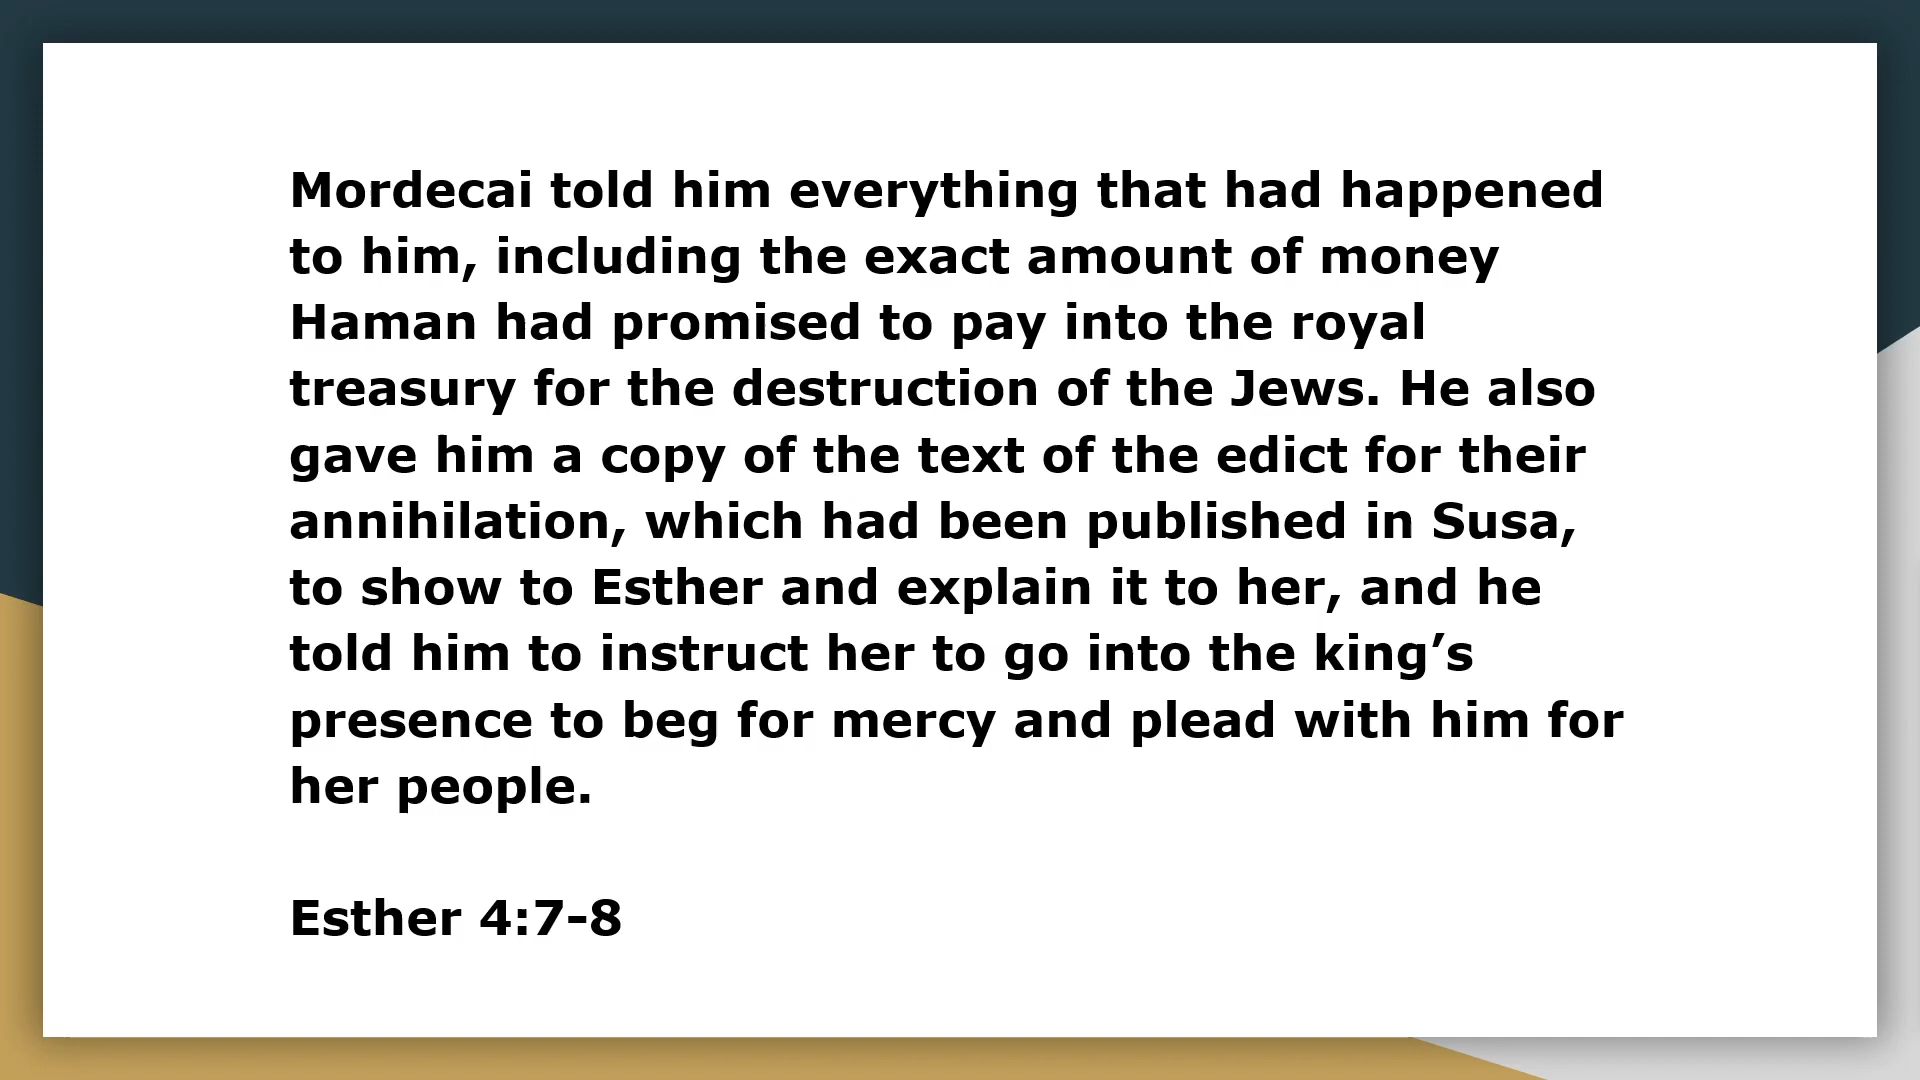 Mordecai told him everything that had happened
to him, including the exact amount of money
Haman had promised to pay into the royal
treasury for the destruction of the Jews. He also
gave him a copy of the text of the edict for their
annihilation, which had been published in Susa,
to show to Esther and explain it to her, and he
told him to instruct her to go into the king’s
presence to beg for mercy and plead with him for
her people.
Esther 4:7-8